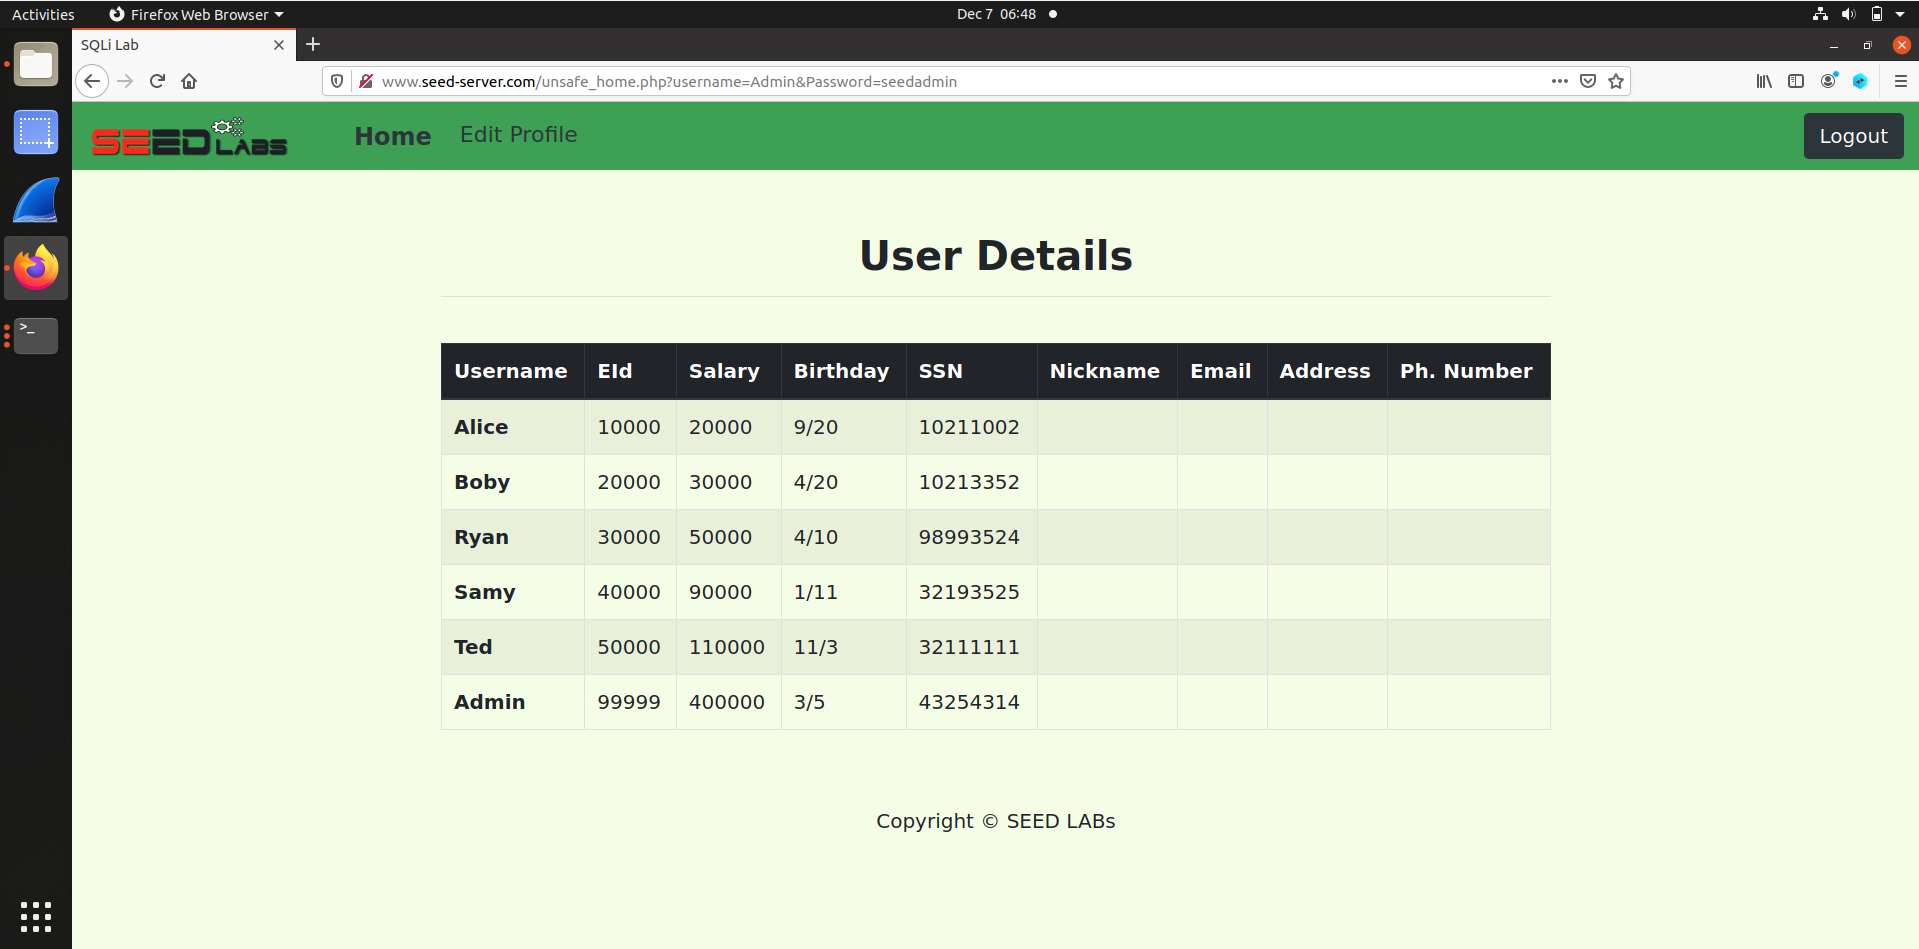 Activities Firefox Web Browser Dec 7 06:48
SQLi Lab
www.seed-server.com/unsafe_home.php?username=Admin&Password=seedadmin
SEED LABS Home Edit Profile Logout
User Details
Username EId Salary Birthday SSN Nickname Email Address Ph. Number
Alice 10000 20000 9/20 10211002
Boby 20000 30000 4/20 10213352
Ryan 30000 50000 4/10 98993524
Samy 40000 90000 1/11 32193525
Ted 50000 110000 11/3 32111111
Admin 99999 400000 3/5 43254314
Copyright © SEED LABs